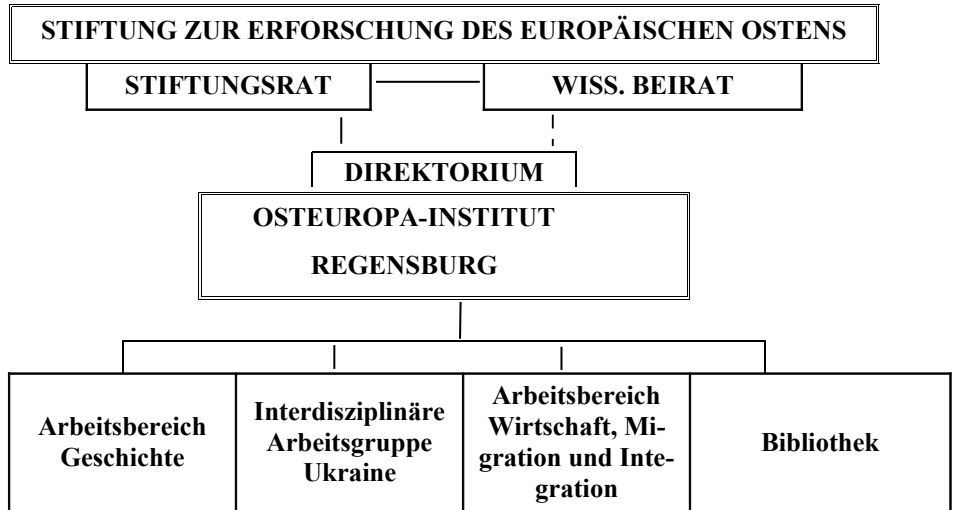 STIFTUNG ZUR ERFORSCHUNG DES EUROPÄISCHEN OSTENS
STIFTUNGSRAT
WISS. BEIRAT
DIREKTORIUM
OSTEUROPA-INSTITUT
REGENSBURG
Arbeitsbereich
Geschichte
Interdisziplinäre
Arbeitsgruppe
Ukraine
Arbeitsbereich
Wirtschaft, Mi-
gration und Inte-
gration
Bibliothek